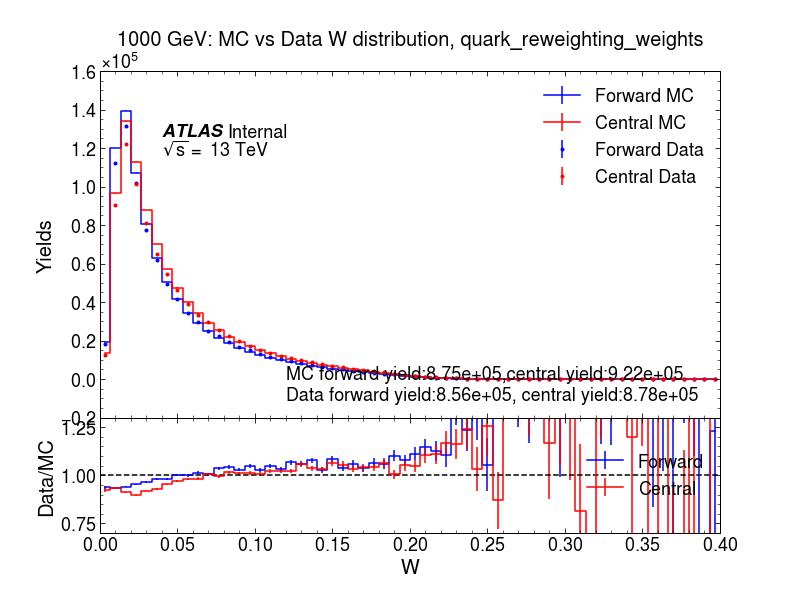 1000 GeV: MC vs Data W distribution, quark_reweighting_weights
×10⁵
1.6
1.4
1.2
1.0
0.8
0.6
0.4
0.2
0.0
0.2
Yields
ATLAS Internal
√s = 13 TeV
Forward MC
Central MC
Forward Data
Central Data
MC forward yield:8.75e+05,central yield:9.22e+05
Data forward yield:8.56e+05, central yield:8.78e+05
1.25
1.00
0.75
Data/MC
Forward
Central
0.00 0.05 0.10 0.15 0.20 0.25 0.30 0.35 0.40
W